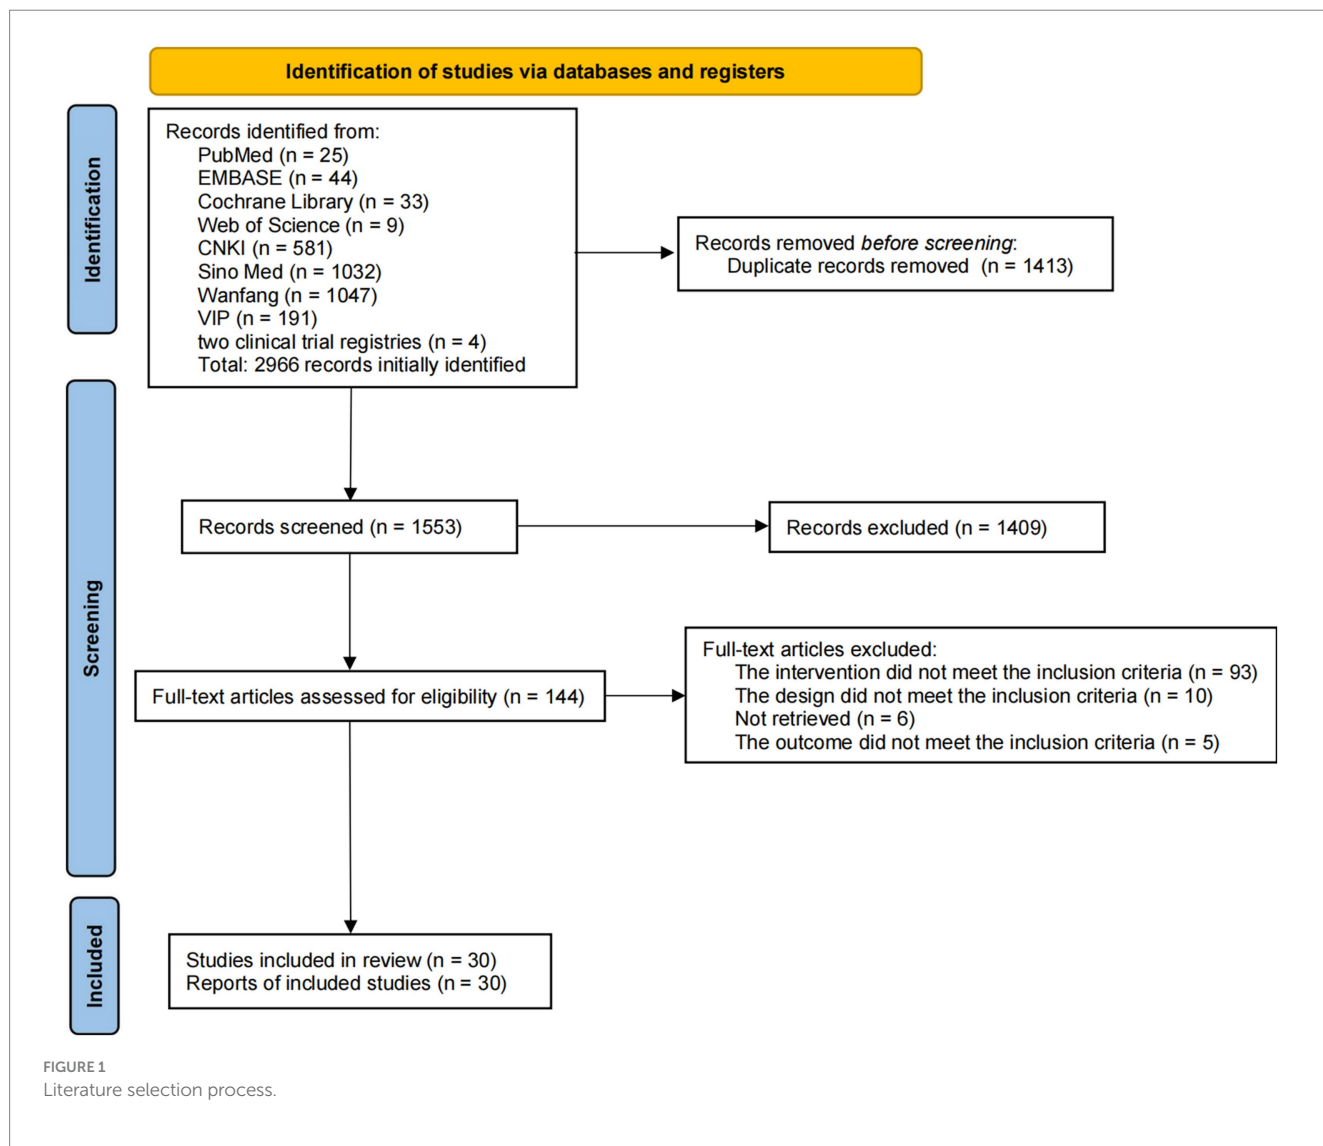 Identification of studies via databases and registers
Identification
Records identified from:
PubMed (n = 25)
EMBASE (n = 44)
Cochrane Library (n = 33)
Web of Science (n = 9)
CNKI (n = 581)
Sino Med (n = 1032)
Wanfang (n = 1047)
VIP (n = 191)
two clinical trial registries (n = 4)
Total: 2966 records initially identified
Records removed before screening:
Duplicate records removed (n = 1413)
Screening
Records screened (n = 1553)
Records excluded (n = 1409)
Full-text articles assessed for eligibility (n = 144)
Full-text articles excluded:
The intervention did not meet the inclusion criteria (n = 93)
The design did not meet the inclusion criteria (n = 10)
Not retrieved (n = 6)
The outcome did not meet the inclusion criteria (n = 5)
Included
Studies included in review (n = 30)
Reports of included studies (n = 30)
FIGURE 1
Literature selection process.